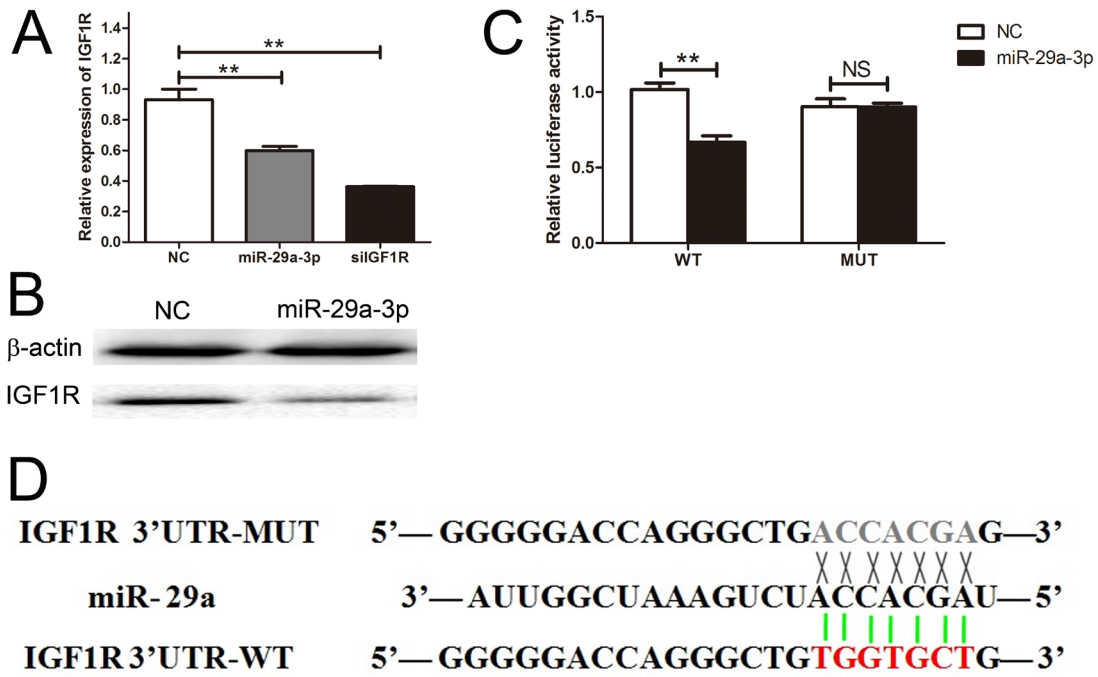 A
Relative expression of IGF1R
1.4
1.2
1.0
0.8
0.6
0.4
0.2
0.0
**
**
NC
miR-29a-3p
siIGF1R
C
Relative luciferase activity
1.5
1.0
0.5
0.0
**
NS
WT
MUT
NC
miR-29a-3p
B
NC
miR-29a-3p
β-actin
IGF1R
D
IGF1R 3’UTR-MUT 5’—GGGGGACCAGGGCTGACCACGAG—3’
miR-29a 3’—AUUGGCUAAAGUCUACCACGAU—5’
IGF1R 3’UTR-WT 5’—GGGGGACCAGGGCTGTGGTGCTG—3’